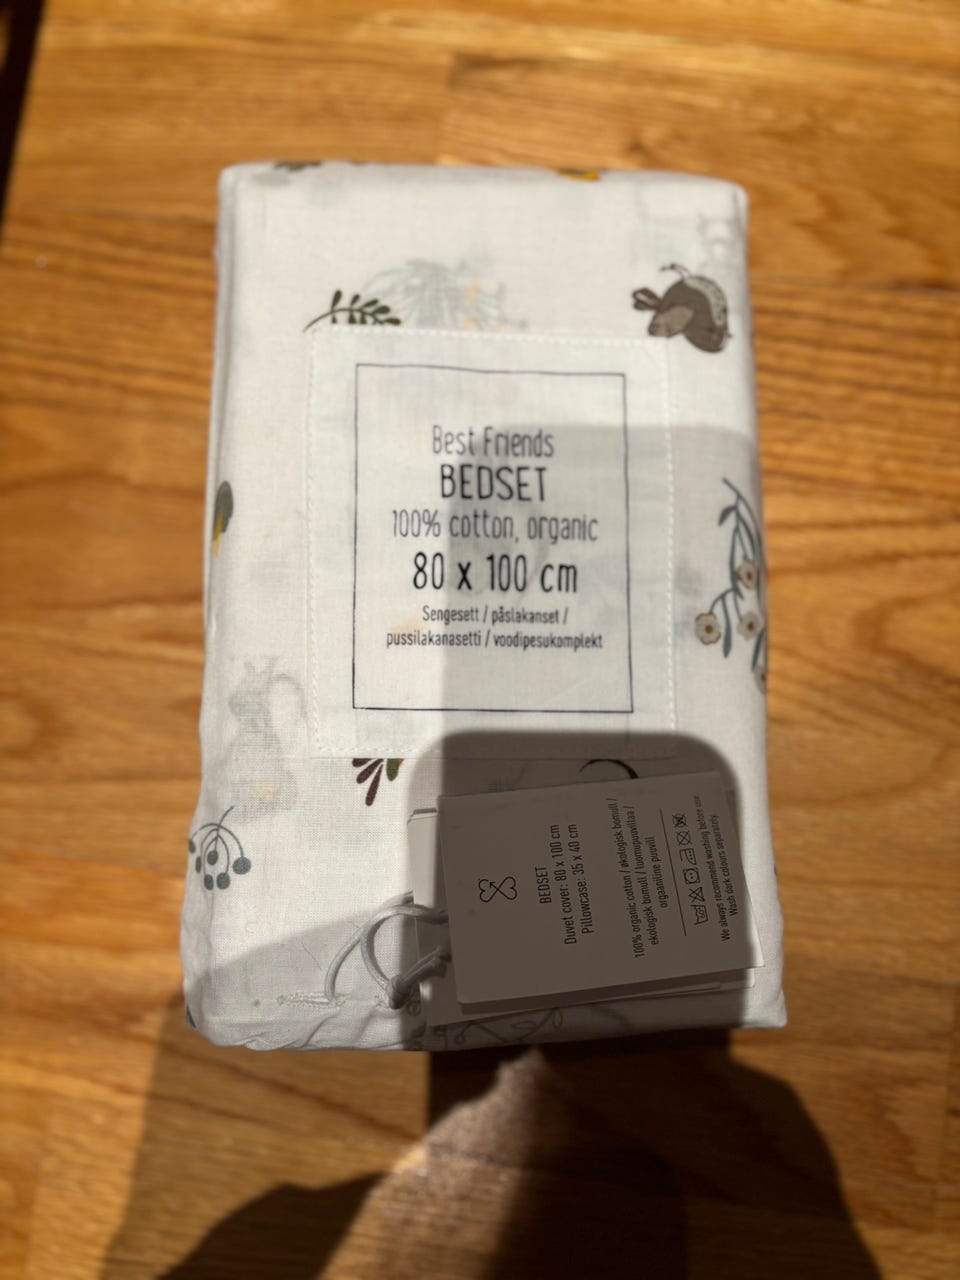 Best Friends
BEDSET
100% cotton, organic
80 x 100 cm
Sengesett / påslakanset /
pussilakanasetti / voodipesukomplekt
BEDSET
Duvet cover: 80 x 100 cm
Pillowcase: 35 x 40 cm
100% organic cotton / økologisk bomull /
ekologisk bomull / luomupuuvillaa /
orgaaniline puuvill
We always recommend washing before use.
Wash dark colours separately.